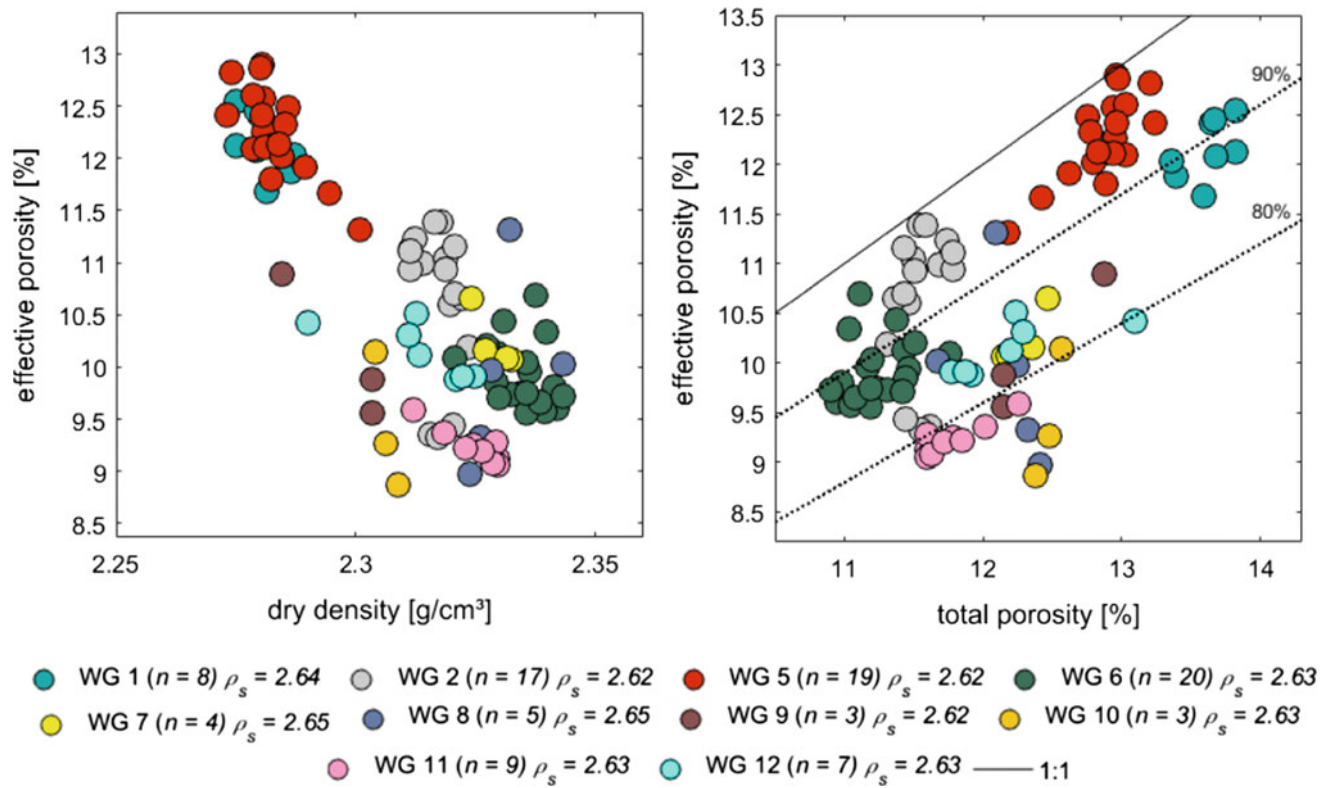 effective porosity [%]
13
12.5
12
11.5
11
10.5
10
9.5
9
8.5
2.25
2.3
2.35
dry density [g/cm³]
effective porosity [%]
13.5
13
12.5
12
11.5
11
10.5
10
9.5
9
8.5
90%
80%
11
12
13
14
total porosity [%]
WG 1 (n = 8) ρs = 2.64
WG 2 (n = 17) ρs = 2.62
WG 5 (n = 19) ρs = 2.62
WG 6 (n = 20) ρs = 2.63
WG 7 (n = 4) ρs = 2.65
WG 8 (n = 5) ρs = 2.65
WG 9 (n = 3) ρs = 2.62
WG 10 (n = 3) ρs = 2.63
WG 11 (n = 9) ρs = 2.63
WG 12 (n = 7) ρs = 2.63
1:1